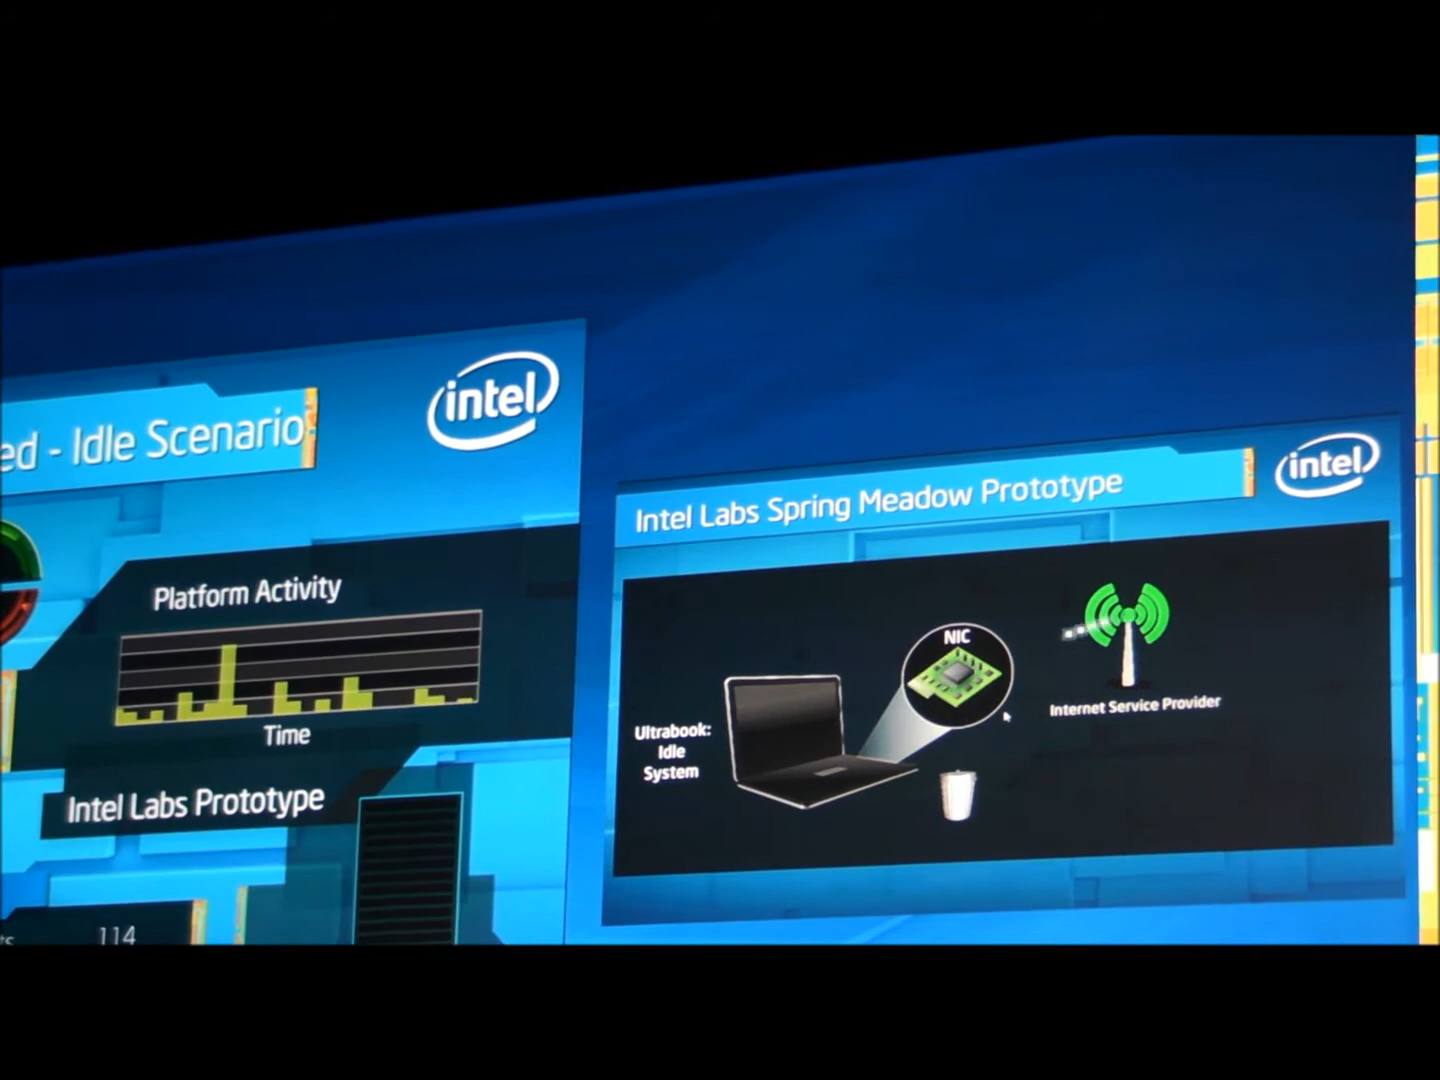 ed - Idle Scenario
intel
Platform Activity
Time
Intel Labs Prototype
ts
114
Intel Labs Spring Meadow Prototype
intel
NIC
Ultrabook:
Idle
System
Internet Service Provider